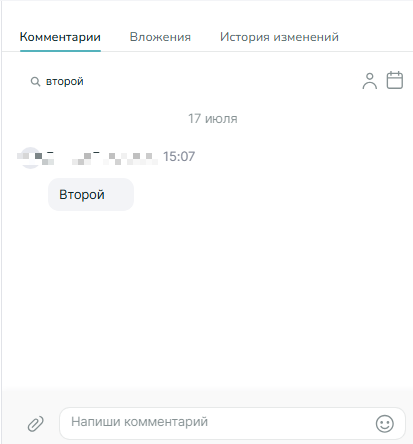 Комментарии Вложения История изменений
второй
17 июля
15:07
Второй
Напиши комментарий